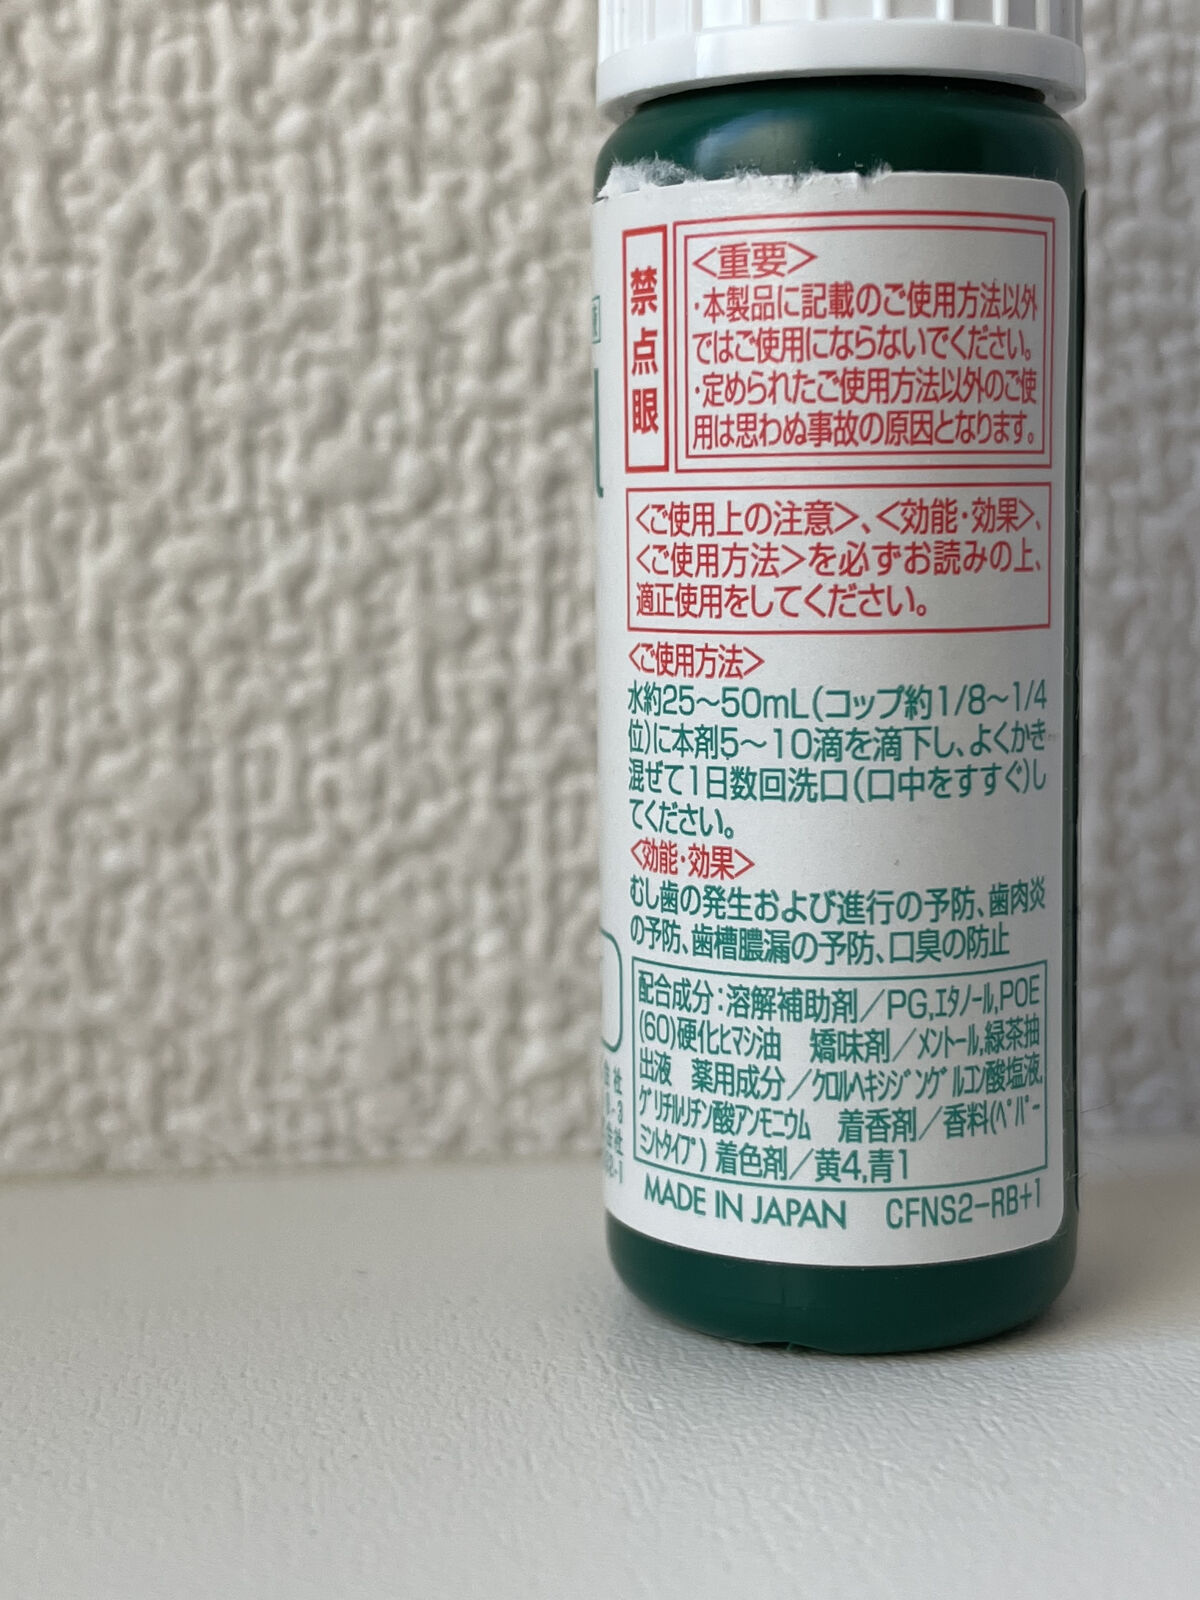 禁点眼
<重要>
・本製品に記載のご使用方法以外
ではご使用にならないでください。
・定められたご使用方法以外のご使
用は思わぬ事故の原因となります。
<ご使用上の注意>、<効能・効果>、
<ご使用方法>を必ずお読みの上、
適正使用をしてください。
<ご使用方法>
水約25〜50mL(コップ約1/8〜1/4
位)に本剤5〜10滴を滴下し、よくかき
混ぜて1日数回洗口(口中をすすぐ)し
てください。
<効能・効果>
むし歯の発生および進行の予防、歯肉炎
の予防、歯槽膿漏の予防、口臭の防止
配合成分:溶解補助剤/PG,エタノール,POE
(60)硬化ヒマシ油 矯味剤/メントール,緑茶抽
出液 薬用成分/クロルヘキシジングルコン酸塩液,
グリチルリチン酸アンモニウム 着香剤/香料(ペパー
ミントタイプ) 着色剤/黄4,青1
MADE IN JAPAN CFNS2-RB+1